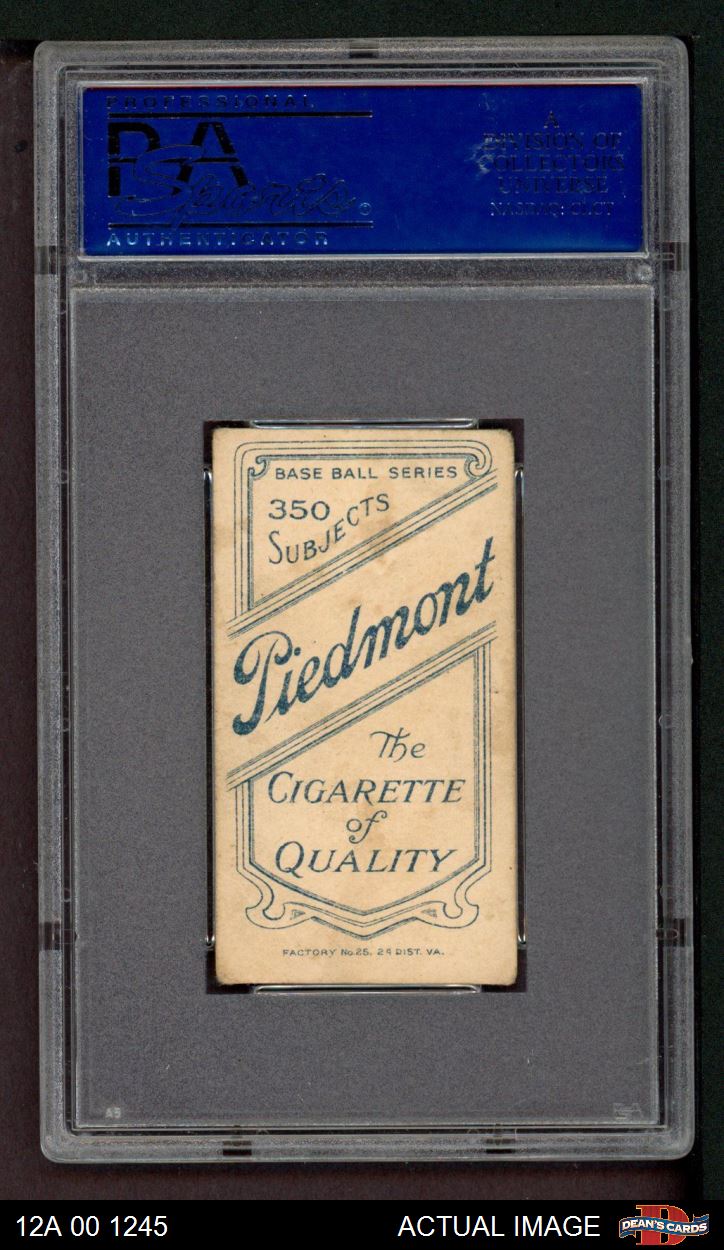 PROFESSIONAL
PSA
Sports
AUTHENTICATOR
A
DIVISION OF
COLLECTORS
UNIVERSE
NASDAQ: CLCT
BASE BALL SERIES
350 SUBJECTS
Piedmont
The
CIGARETTE
of
QUALITY
FACTORY No. 25, 2d DIST. VA.
12A 00 1245
ACTUAL IMAGE
DEAN'S CARDS